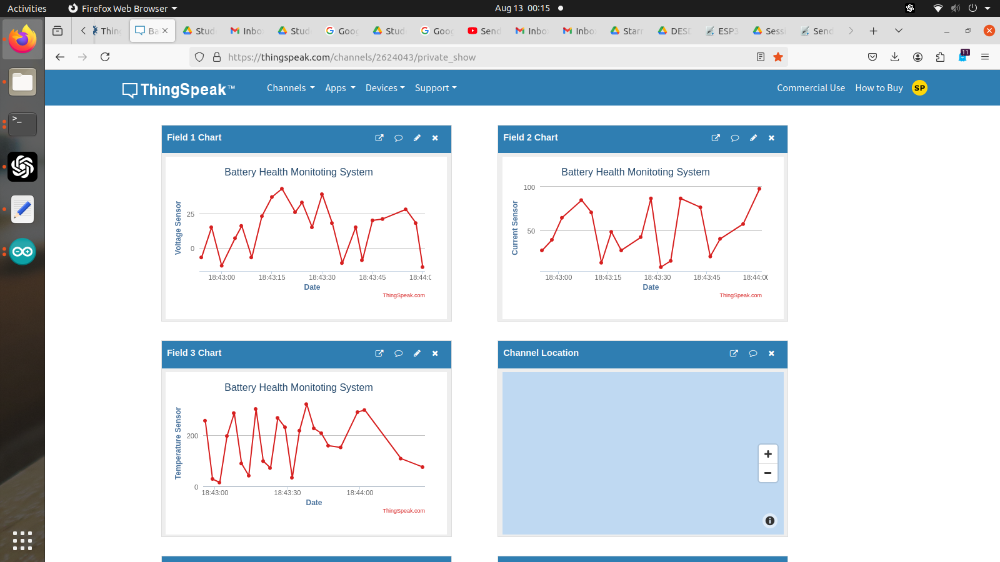 Activities Firefox Web Browser Aug 13 00:15
Thin Ba Stud Inbo Stud Goog Stud Goog Send Inbo Inbo Starr DESD ESP3 Sessi Send
https://thingspeak.com/channels/2624043/private_show 11
ThingSpeak™ Channels Apps Devices Support Commercial Use How to Buy SP
Field 1 Chart
Battery Health Monitoting System
Voltage Sensor
25
0
18:43:00 18:43:15 18:43:30 18:43:45 18:44:0
Date
ThingSpeak.com
Field 2 Chart
Battery Health Monitoting System
Current Sensor
100
50
18:43:00 18:43:15 18:43:30 18:43:45 18:44:00
Date
ThingSpeak.com
Field 3 Chart
Battery Health Monitoting System
Temperature Sensor
200
0
18:43:00 18:43:30 18:44:00
Date
ThingSpeak.com
Channel Location